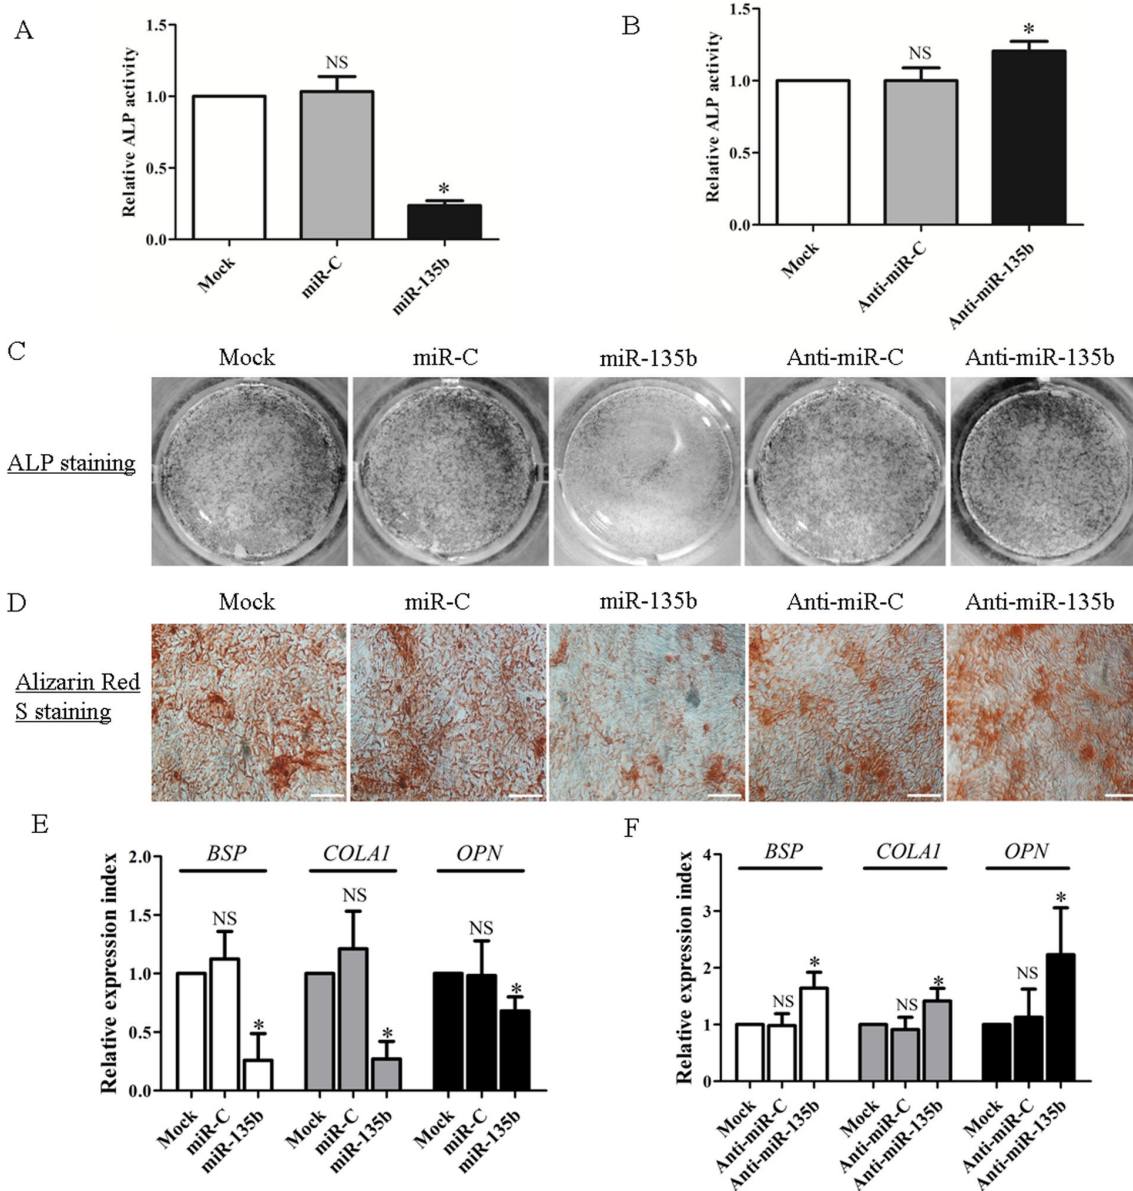 A
1.5
1.0
0.5
0.0
Relative ALP activity
NS
*
Mock
miR-C
miR-135b
B
1.5
1.0
0.5
0.0
Relative ALP activity
NS
*
Mock
Anti-miR-C
Anti-miR-135b
C
Mock
miR-C
miR-135b
Anti-miR-C
Anti-miR-135b
ALP staining
D
Mock
miR-C
miR-135b
Anti-miR-C
Anti-miR-135b
Alizarin Red
S staining
E
2.0
1.5
1.0
0.5
0.0
Relative expression index
BSP
COLA1
OPN
NS
*
NS
*
NS
*
Mock
miR-C
miR-135b
Mock
miR-C
miR-135b
Mock
miR-C
miR-135b
F
4
3
2
1
0
Relative expression index
BSP
COLA1
OPN
NS
*
NS
*
NS
*
Mock
Anti-miR-C
Anti-miR-135b
Mock
Anti-miR-C
Anti-miR-135b
Mock
Anti-miR-C
Anti-miR-135b